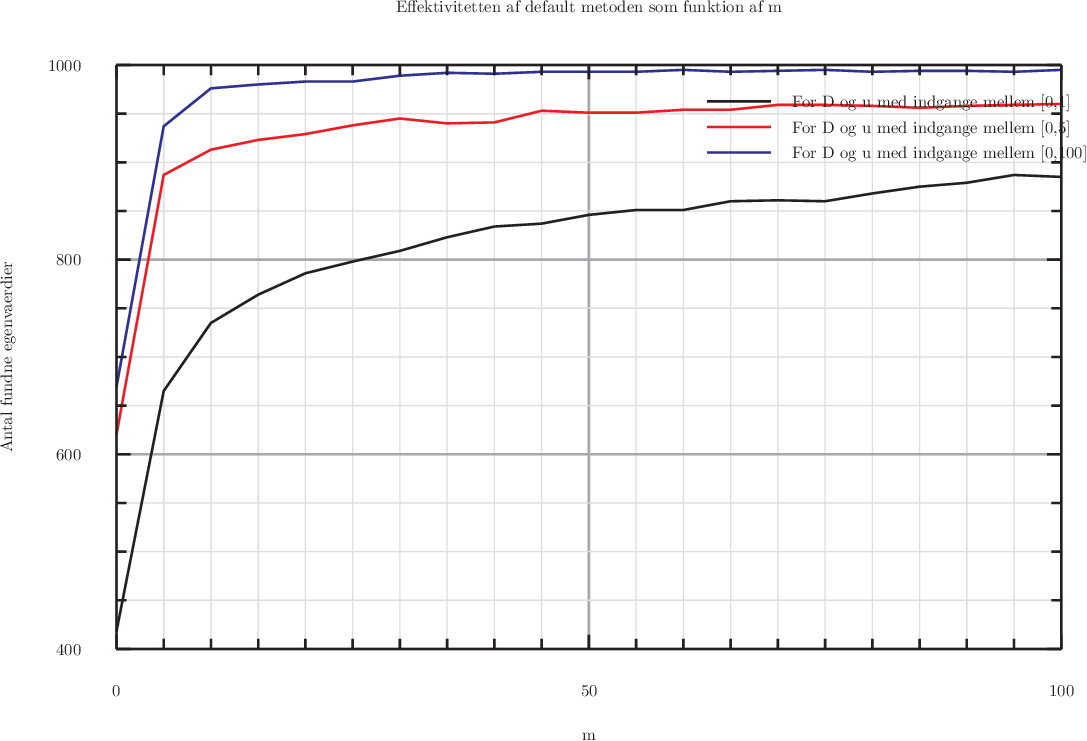 Effektivitetten af default metoden som funktion af m
1000
For D og u med indgange mellem [0,1]
For D og u med indgange mellem [0,5]
For D og u med indgange mellem [0,100]
800
Antal fundne egenvaerdier
600
400
0 50 100
m